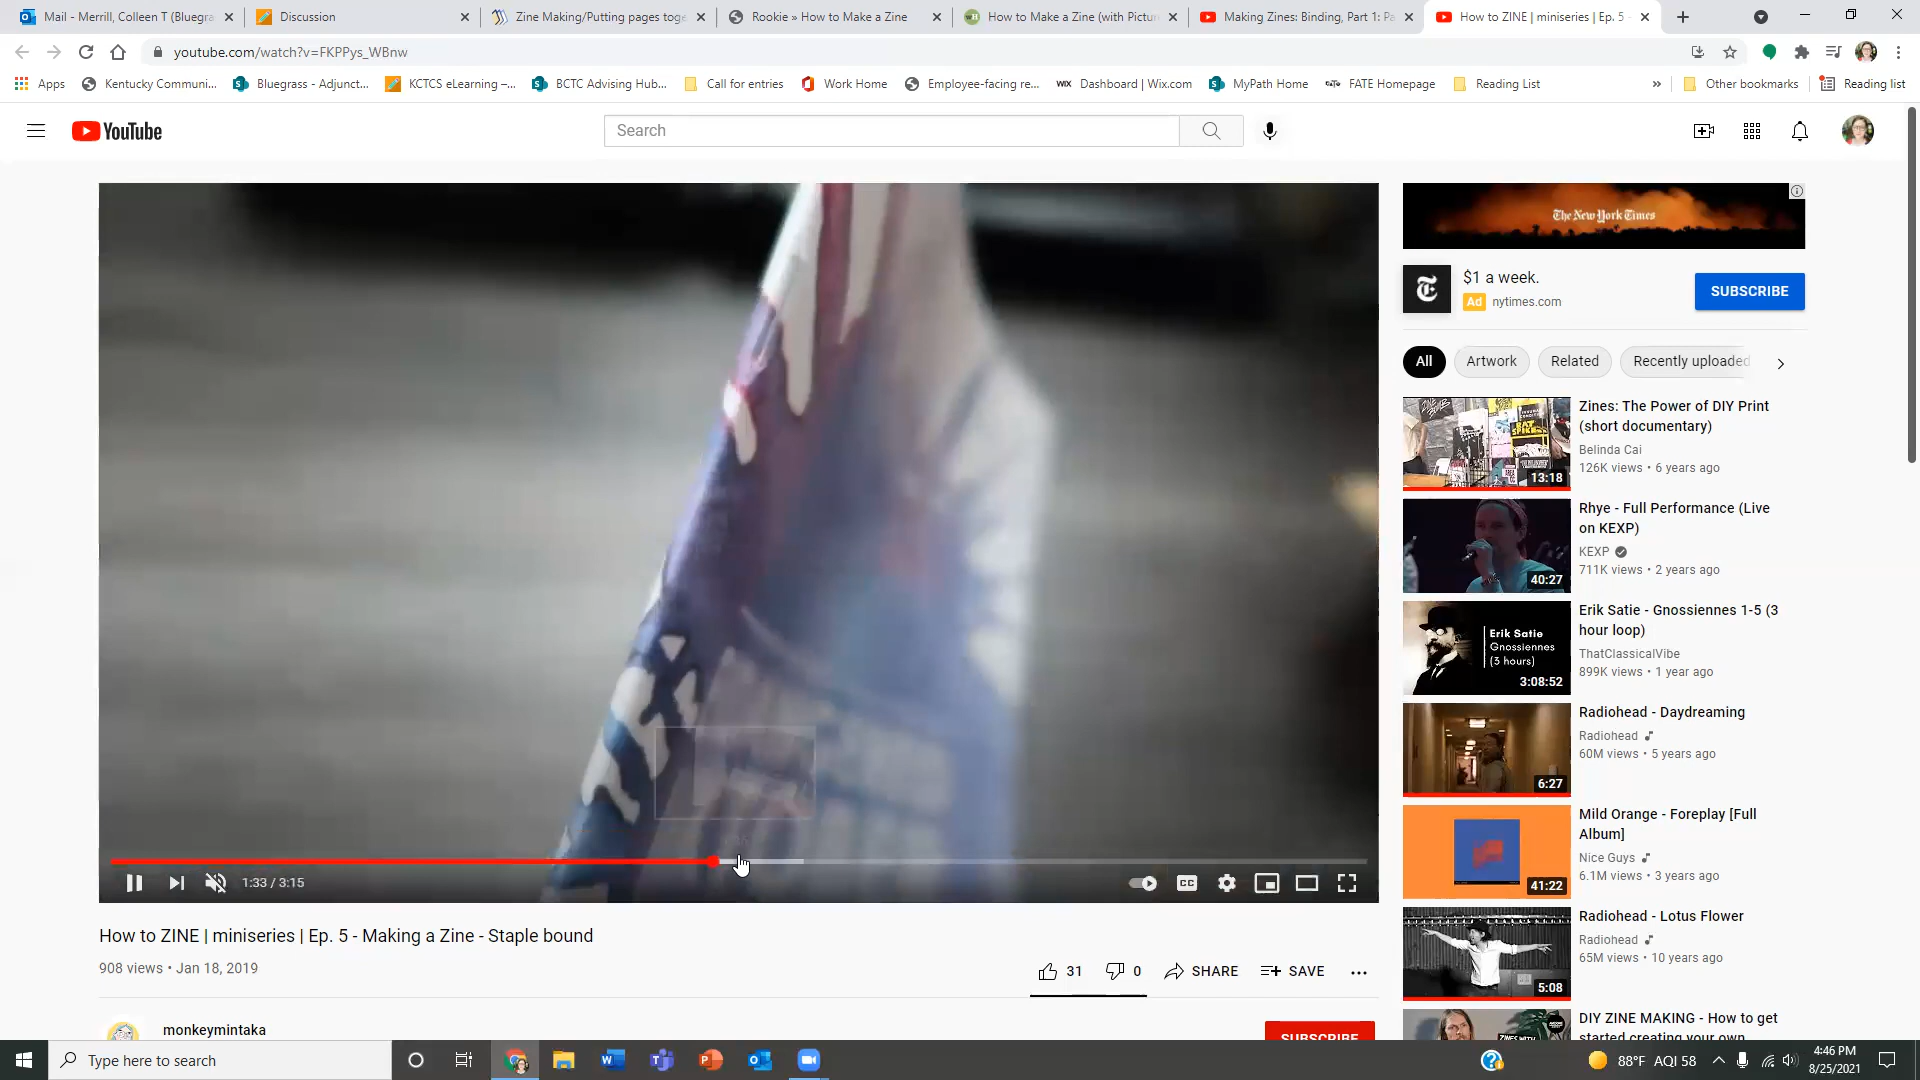 Mail - Merrill, Colleen T (Bluegra
Discussion
Zine Making/Putting pages toge
Rookie » How to Make a Zine
How to Make a Zine (with Pictur
Making Zines: Binding, Part 1: Pa
How to ZINE | miniseries | Ep. 5 -
youtube.com/watch?v=FKPPys_WBnw
Apps
Kentucky Communi...
Bluegrass - Adjunct...
KCTCS eLearning –...
BCTC Advising Hub...
Call for entries
Work Home
Employee-facing re...
WIX Dashboard | Wix.com
MyPath Home
FATE Homepage
Reading List
»
Other bookmarks
Reading list
YouTube
Search
The New York Times
$1 a week.
Ad nytimes.com
SUBSCRIBE
All
Artwork
Related
Recently uploaded
Zines: The Power of DIY Print
(short documentary)
Belinda Cai
126K views • 6 years ago
13:18
Rhye - Full Performance (Live
on KEXP)
KEXP
711K views • 2 years ago
40:27
Erik Satie - Gnossiennes 1-5 (3
hour loop)
ThatClassicalVibe
899K views • 1 year ago
Erik Satie
Gnossiennes
(3 hours)
3:08:52
Radiohead - Daydreaming
Radiohead
60M views • 5 years ago
6:27
Mild Orange - Foreplay [Full
Album]
Nice Guys
6.1M views • 3 years ago
41:22
Radiohead - Lotus Flower
Radiohead
65M views • 10 years ago
5:08
DIY ZINE MAKING - How to get
started creating your own
1:33 / 3:15
CC
How to ZINE | miniseries | Ep. 5 - Making a Zine - Staple bound
908 views • Jan 18, 2019
31
0
SHARE
SAVE
monkeymintaka
SUBSCRIBE
Type here to search
88°F AQI 58
4:46 PM
8/25/2021